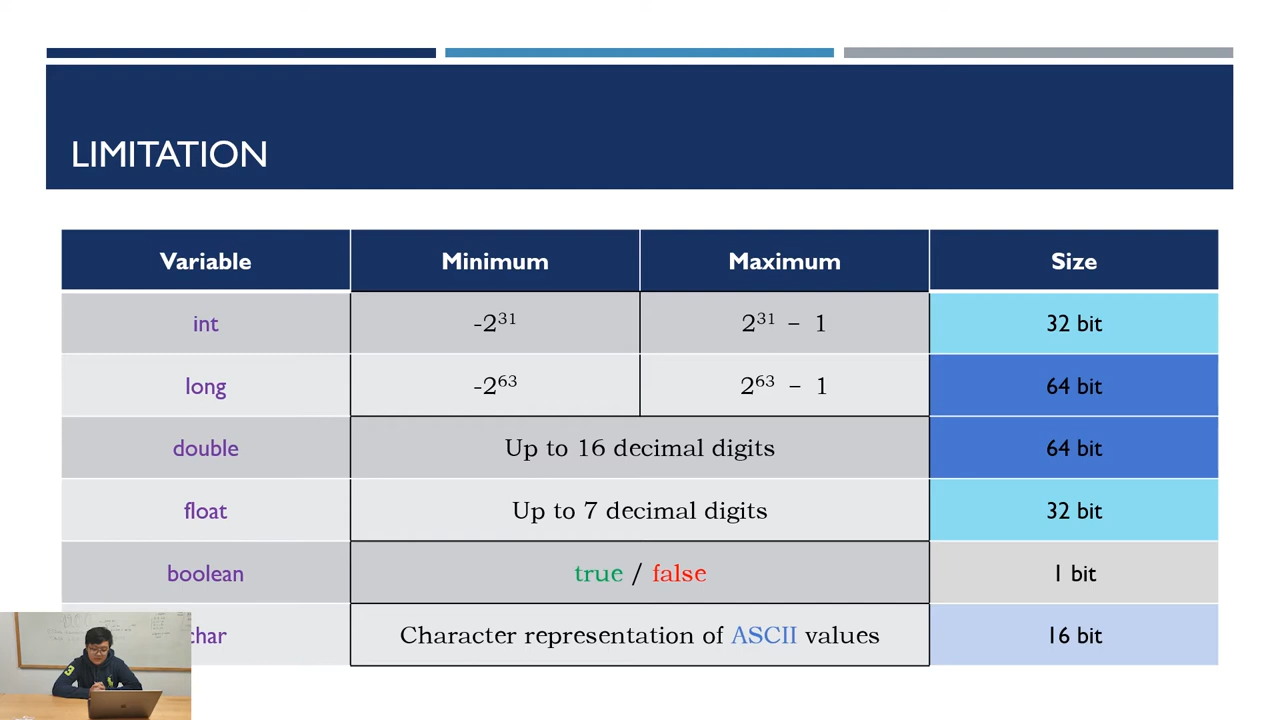 LIMITATION
Variable Minimum Maximum Size
int -2³¹ 2³¹ – 1 32 bit
long -2⁶³ 2⁶³ – 1 64 bit
double Up to 16 decimal digits 64 bit
float Up to 7 decimal digits 32 bit
boolean true / false 1 bit
char Character representation of ASCII values 16 bit
3